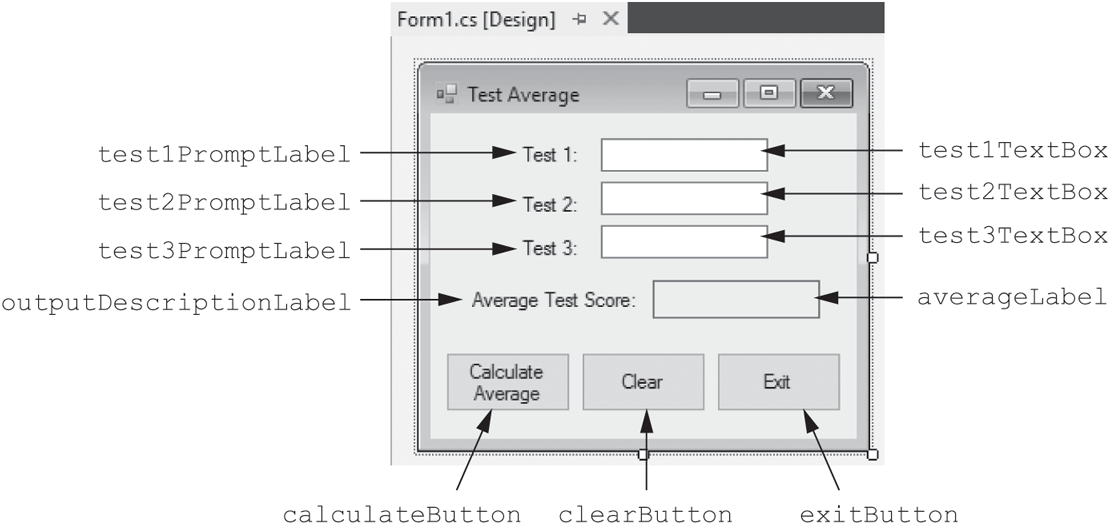 Form1.cs [Design]
Test Average
test1PromptLabel Test 1: test1TextBox
test2PromptLabel Test 2: test2TextBox
test3PromptLabel Test 3: test3TextBox
outputDescriptionLabel Average Test Score: averageLabel
Calculate
Average
Clear
Exit
calculateButton clearButton exitButton